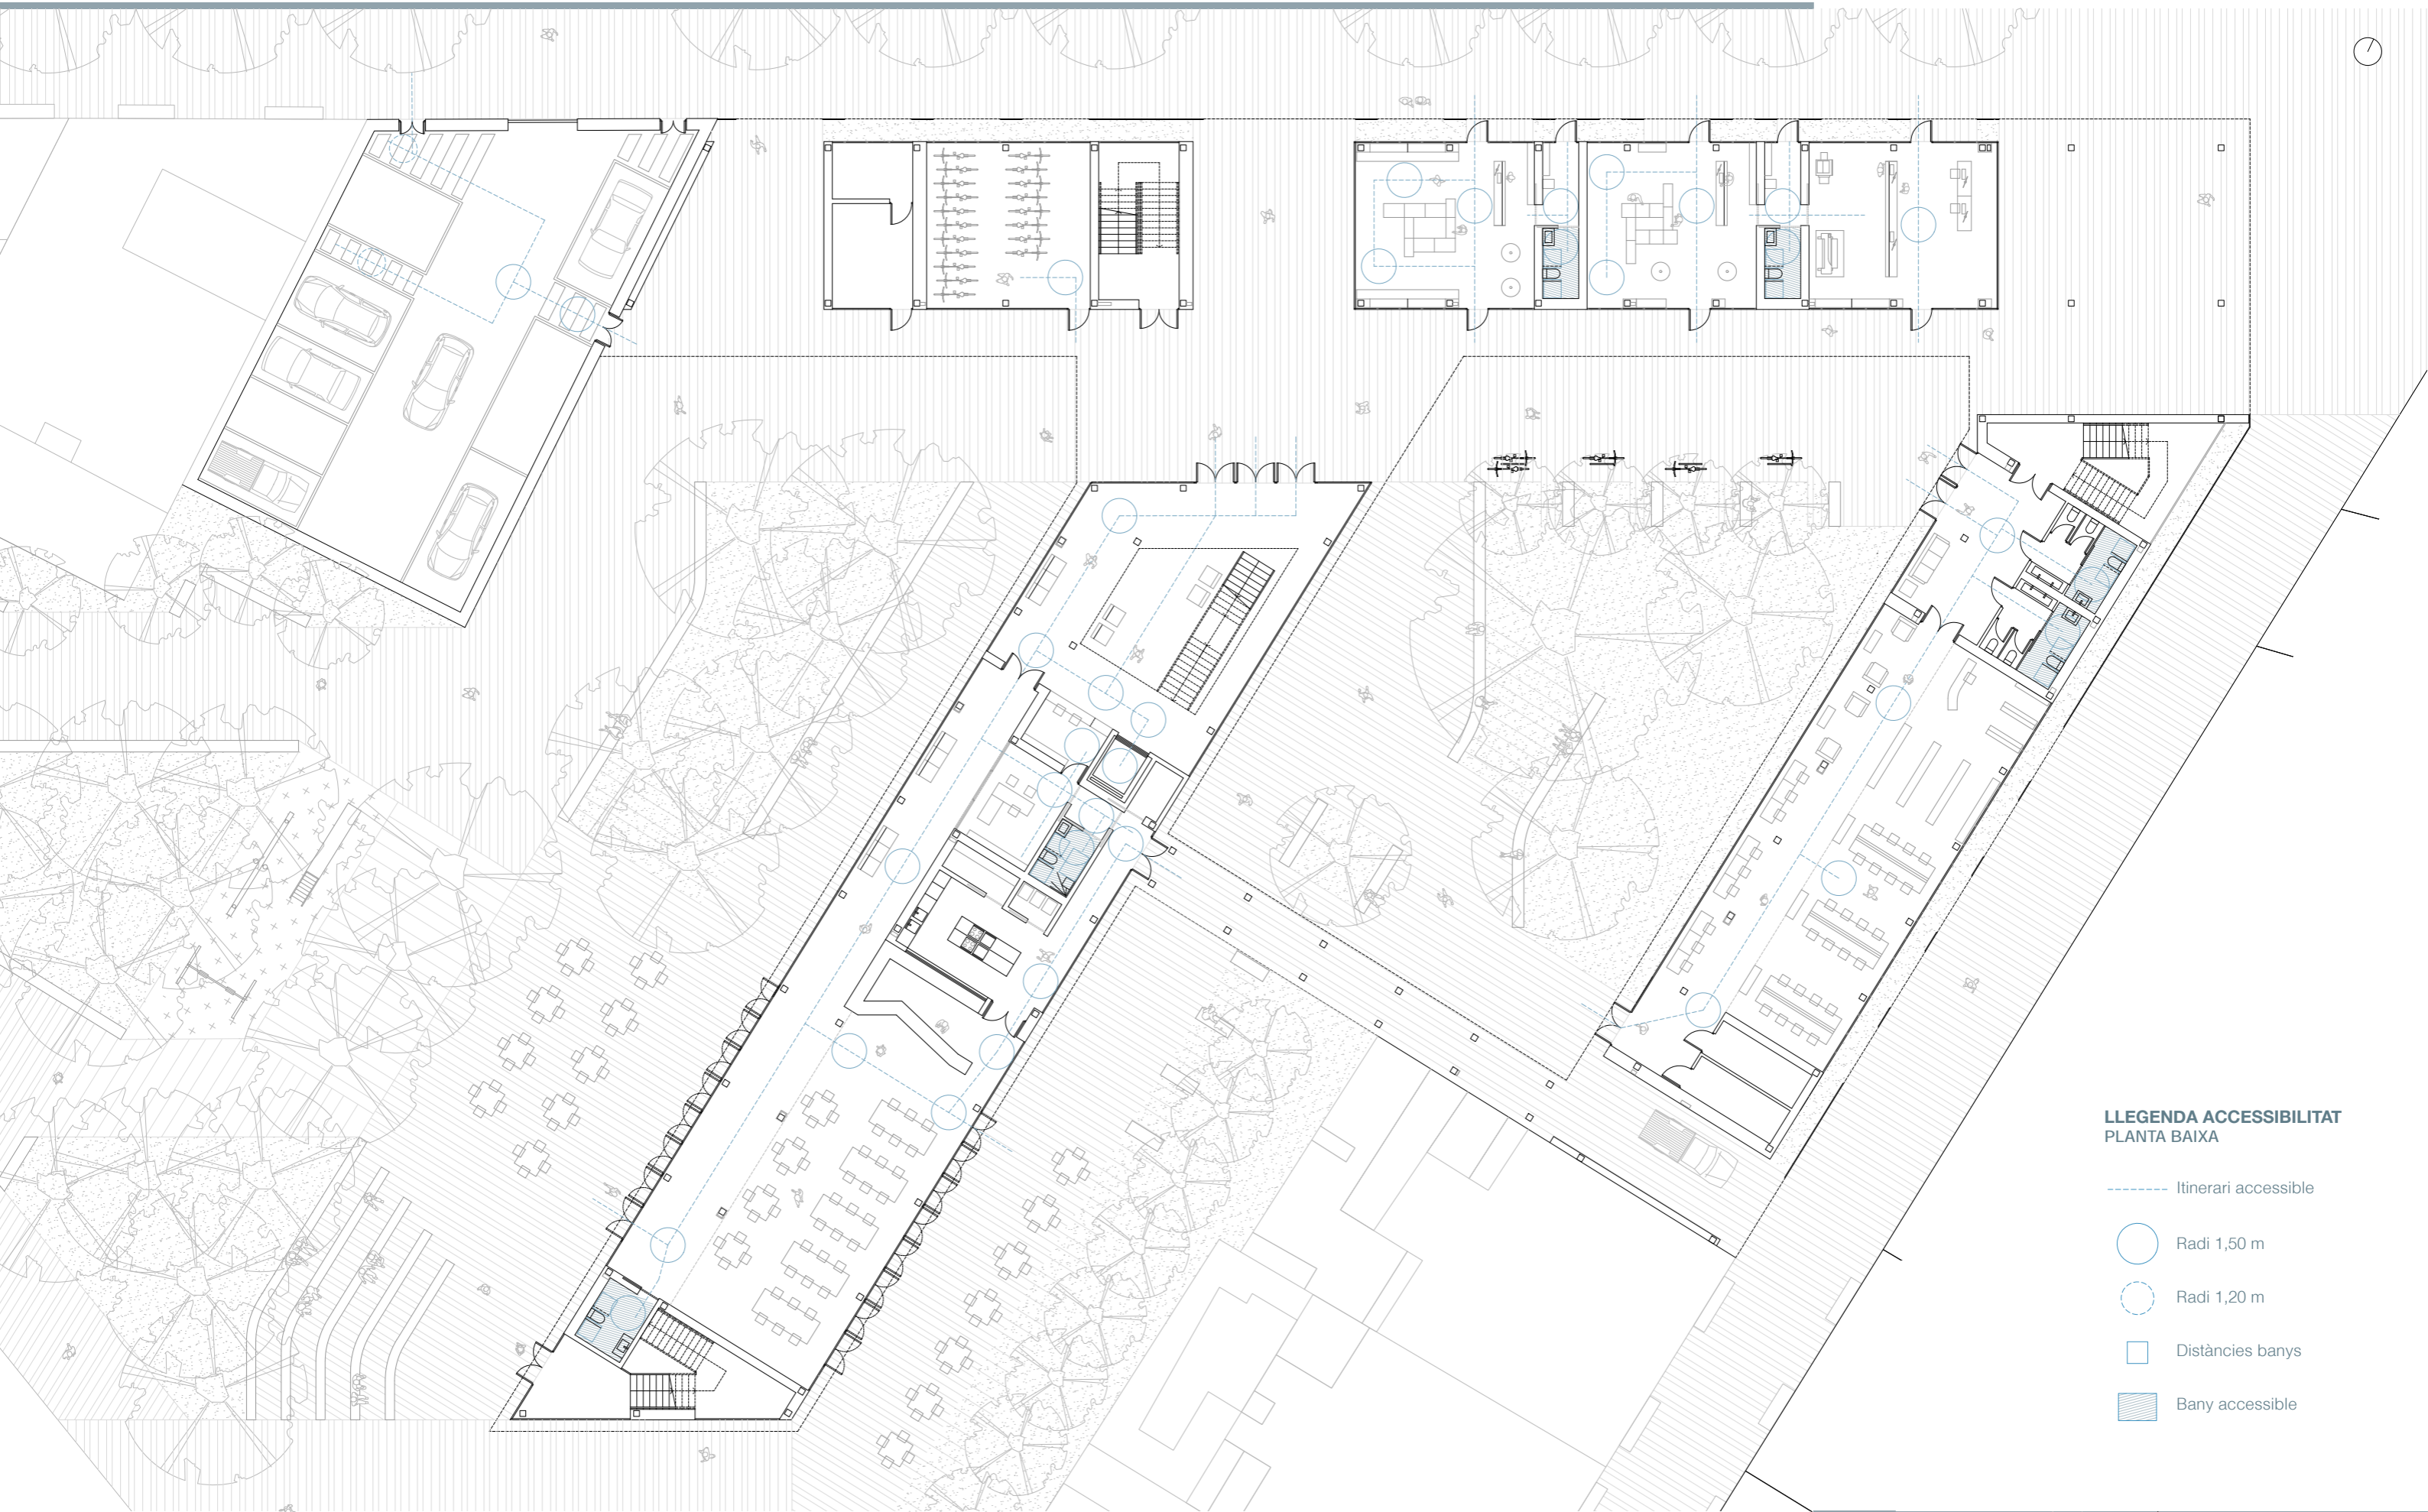 LLEGENDA ACCESSIBILITAT
PLANTA BAIXA
Itinerari accessible
Radi 1,50 m
Radi 1,20 m
Distàncies banys
Bany accessible